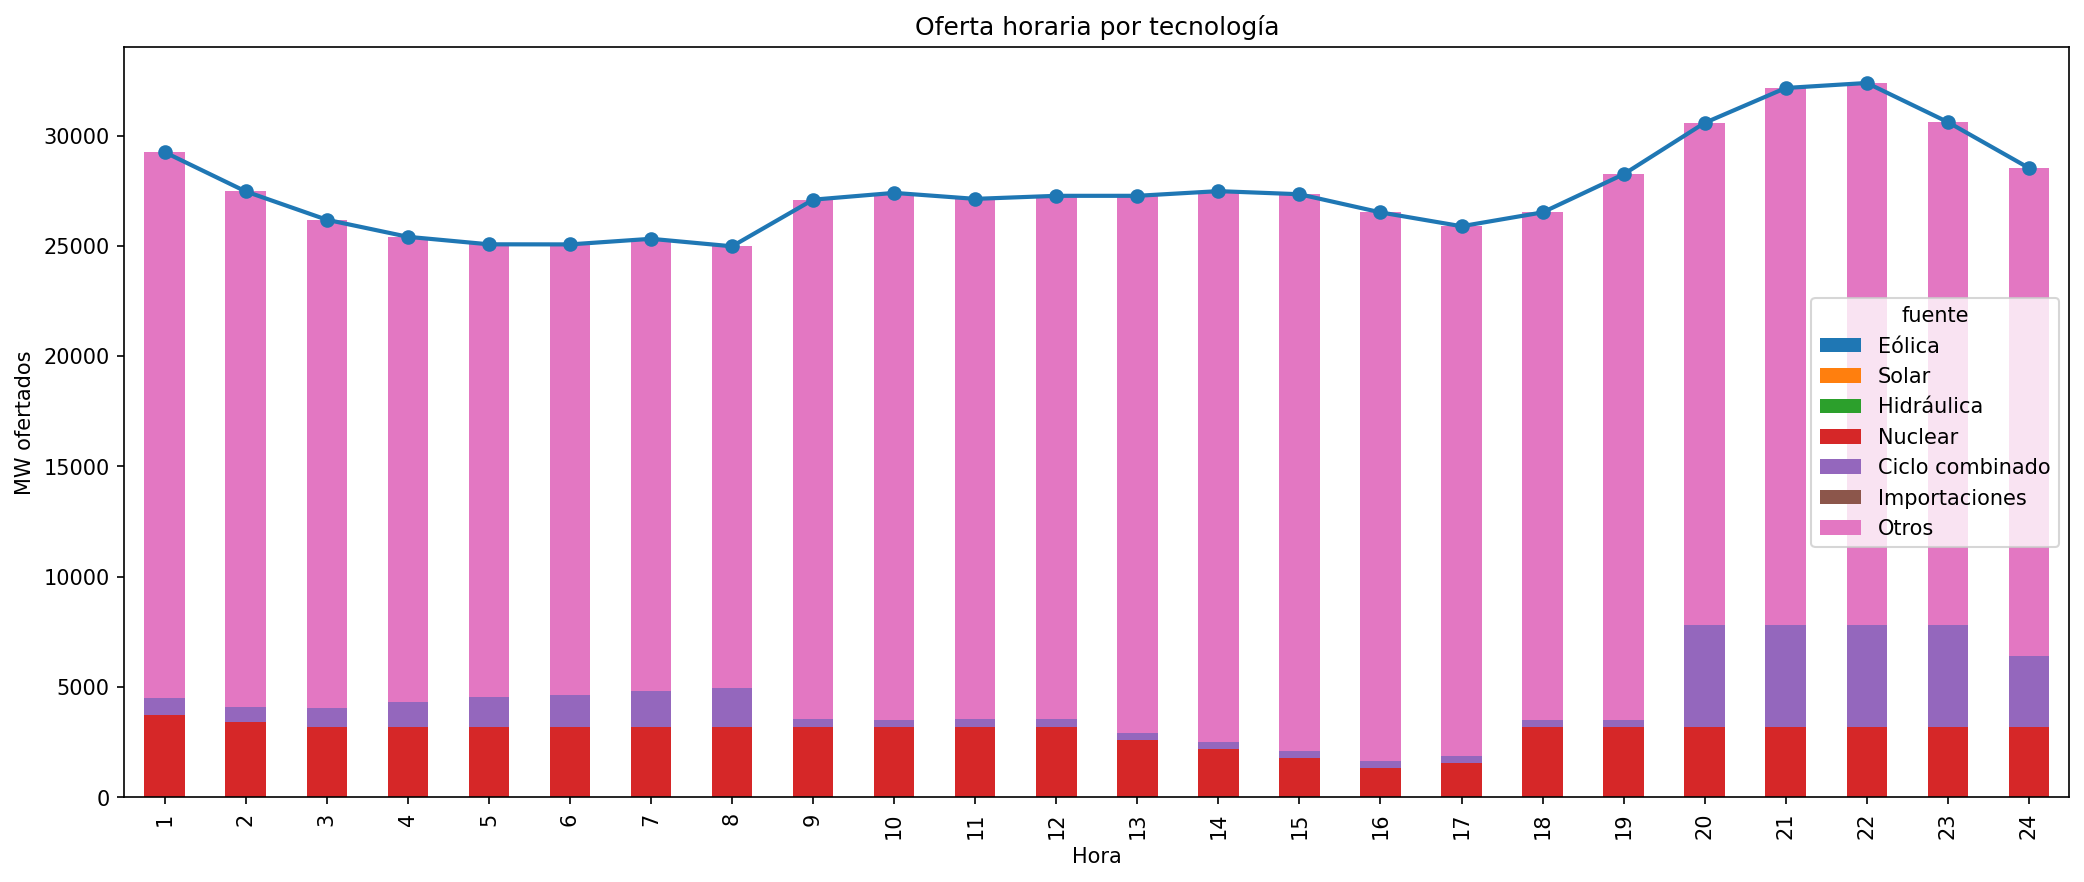 Oferta horaria por tecnología
MW ofertados
30000
25000
20000
15000
10000
5000
0
fuente
Eólica
Solar
Hidráulica
Nuclear
Ciclo combinado
Importaciones
Otros
1 2 3 4 5 6 7 8 9 10 11 12 13 14 15 16 17 18 19 20 21 22 23 24
Hora